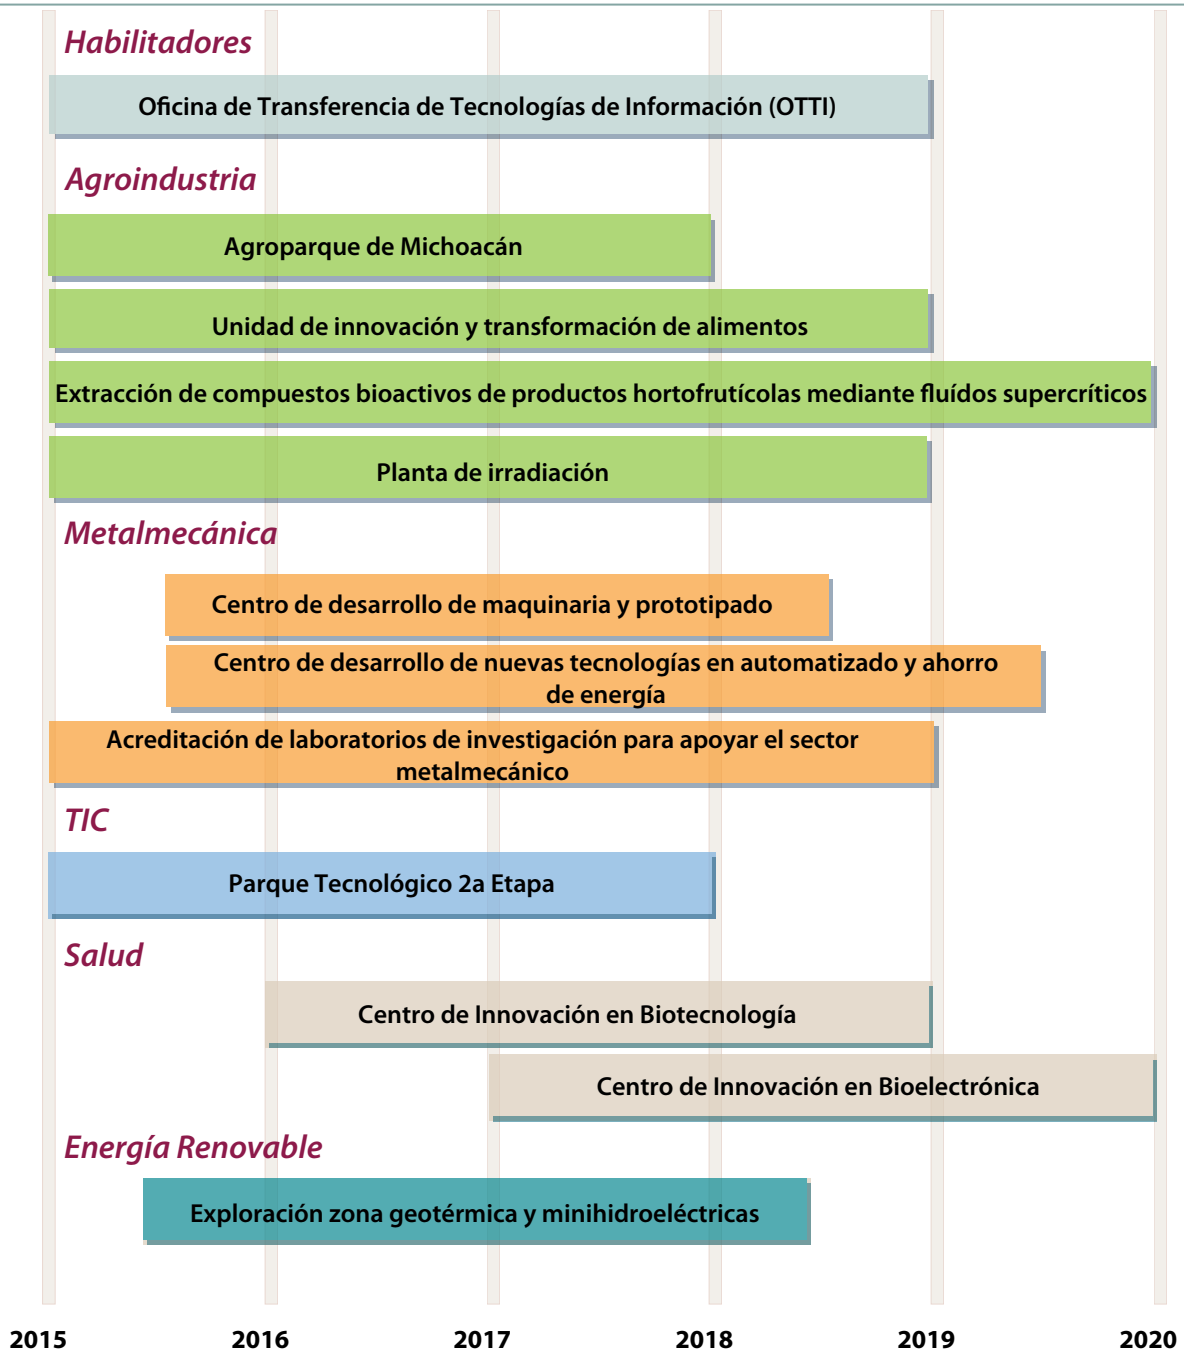 Habilitadores
Oficina de Transferencia de Tecnologías de Información (OTTI)
Agroindustria
Agroparque de Michoacán
Unidad de innovación y transformación de alimentos
Extracción de compuestos bioactivos de productos hortofrutícolas mediante fluídos supercríticos
Planta de irradiación
Metalmecánica
Centro de desarrollo de maquinaria y prototipado
Centro de desarrollo de nuevas tecnologías en automatizado y ahorro
de energía
Acreditación de laboratorios de investigación para apoyar el sector
metalmecánico
TIC
Parque Tecnológico 2a Etapa
Salud
Centro de Innovación en Biotecnología
Centro de Innovación en Bioelectrónica
Energía Renovable
Exploración zona geotérmica y minihidroeléctricas
2015 2016 2017 2018 2019 2020